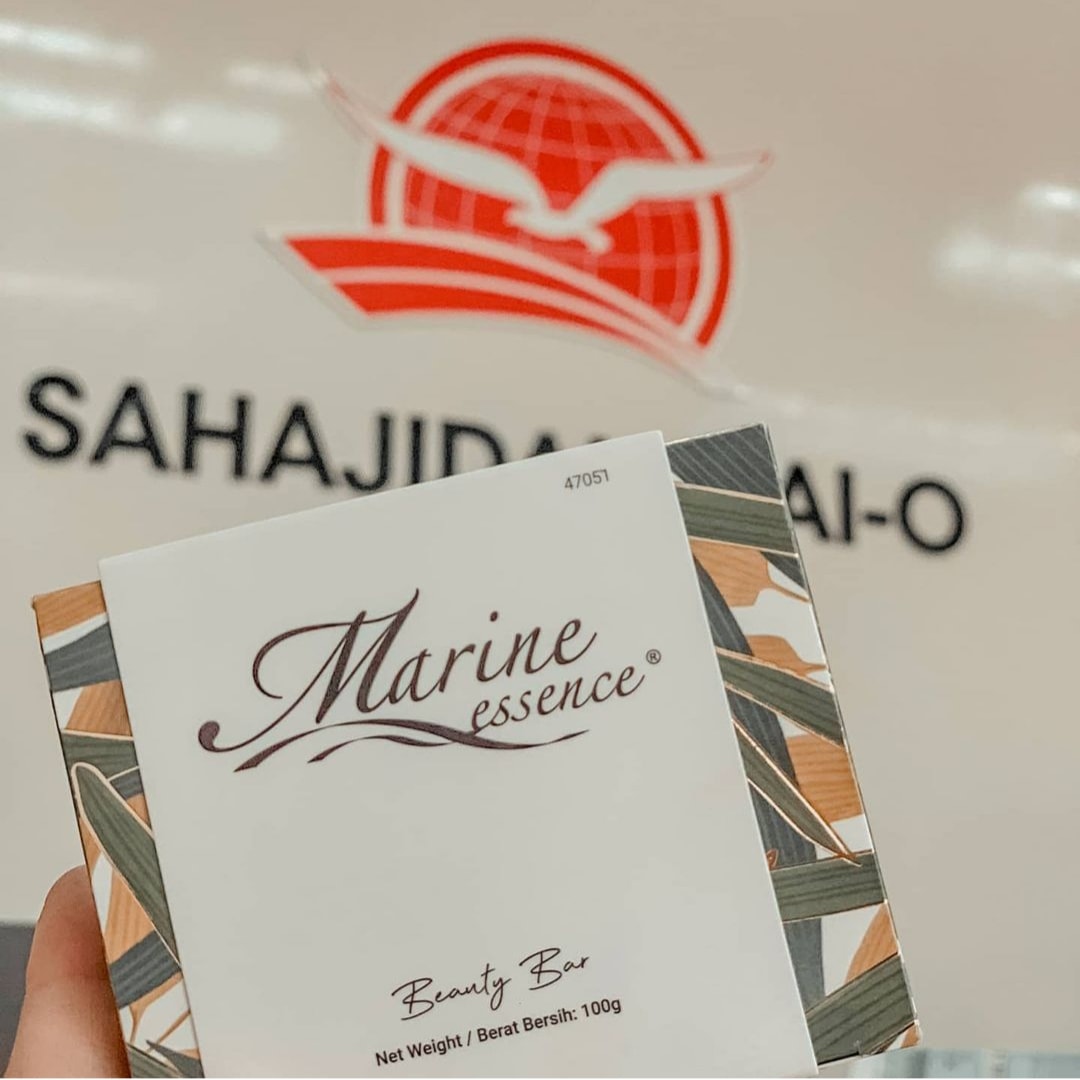 47051
Marine
essence®
Beauty Bar
Net Weight / Berat Bersih: 100g